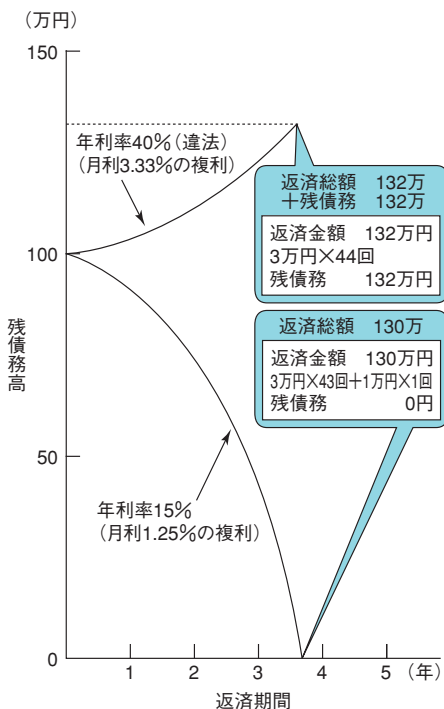 (万円)
150
年利率40%(違法)
(月利3.33%の複利)
返済総額 132万
+残債務 132万
返済金額 132万円
3万円×44回
残債務 132万円
100
返済総額 130万
返済金額 130万円
3万円×43回+1万円×1回
残債務 0円
残債務高
50
年利率15%
(月利1.25%の複利)
0
1 2 3 4 5 (年)
返済期間